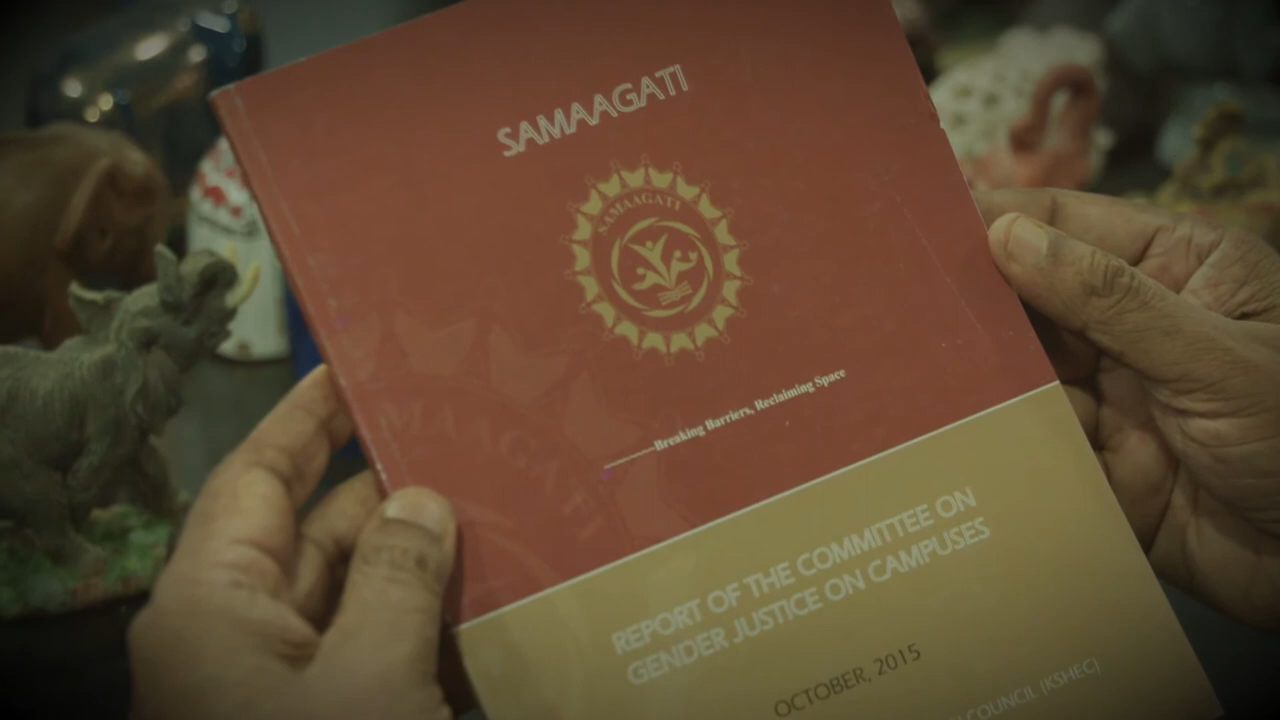 SAMAAGATI
SAMAAGATI
Breaking Barriers, Reclaiming Space
REPORT OF THE COMMITTEE ON
GENDER JUSTICE ON CAMPUSES
OCTOBER, 2015
COUNCIL (KSHEC)